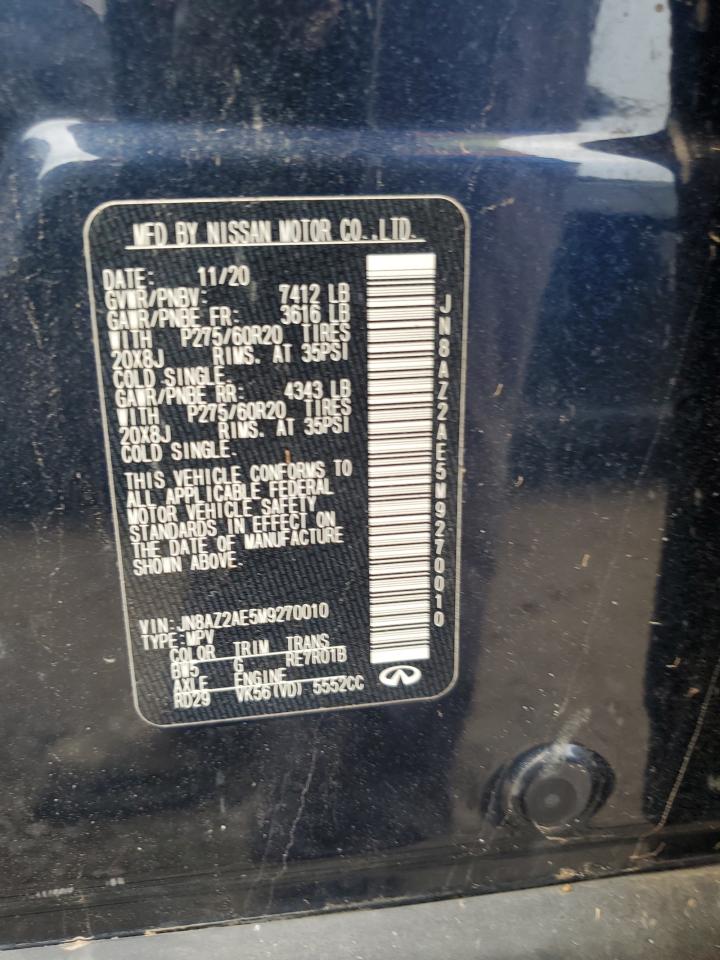 MFD BY NISSAN MOTOR CO.,LTD.
DATE: 11/20
GVWR/PNBV: 7412 LB
GAWR/PNBE FR: 3616 LB
WITH P275/60R20 TIRES
20X8J RIMS. AT 35PSI
COLD SINGLE.
GAWR/PNBE RR: 4343 LB
WITH P275/60R20 TIRES
20X8J RIMS. AT 35PSI
COLD SINGLE.
THIS VEHICLE CONFORMS TO
ALL APPLICABLE FEDERAL
MOTOR VEHICLE SAFETY
STANDARDS IN EFFECT ON
THE DATE OF MANUFACTURE
SHOWN ABOVE.
VIN:JN8AZ2AE5M9270010
TYPE:MPV
COLOR TRIM TRANS
BW5 G RE7R01B
AXLE ENGINE
RD29 VK56(VD) 5552CC
JN8AZ2AE5M9270010